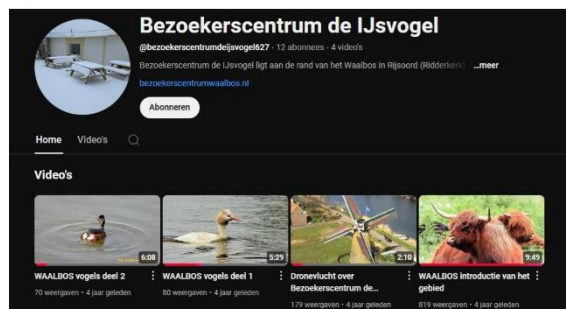 Bezoekerscentrum de IJsvogel
@bezoekerscentrumdeijsvogel627 · 12 abonnees · 4 video's
Bezoekerscentrum de IJsvogel ligt aan de rand van het Waalbos in Rijsoord (Ridderkerk). ...meer
bezoekerscentrumwaalbos.nl
Abonneren
Home Video's
Video's
6:08 5:29 2:10 9:49
WAALBOS vogels deel 2 WAALBOS vogels deel 1 Dronevlucht over WAALBOS introductie van het
Bezoekerscentrum de... gebied
70 weergaven • 4 jaar geleden 80 weergaven • 4 jaar geleden
179 weergaven • 4 jaar geleden 819 weergaven • 4 jaar geleden